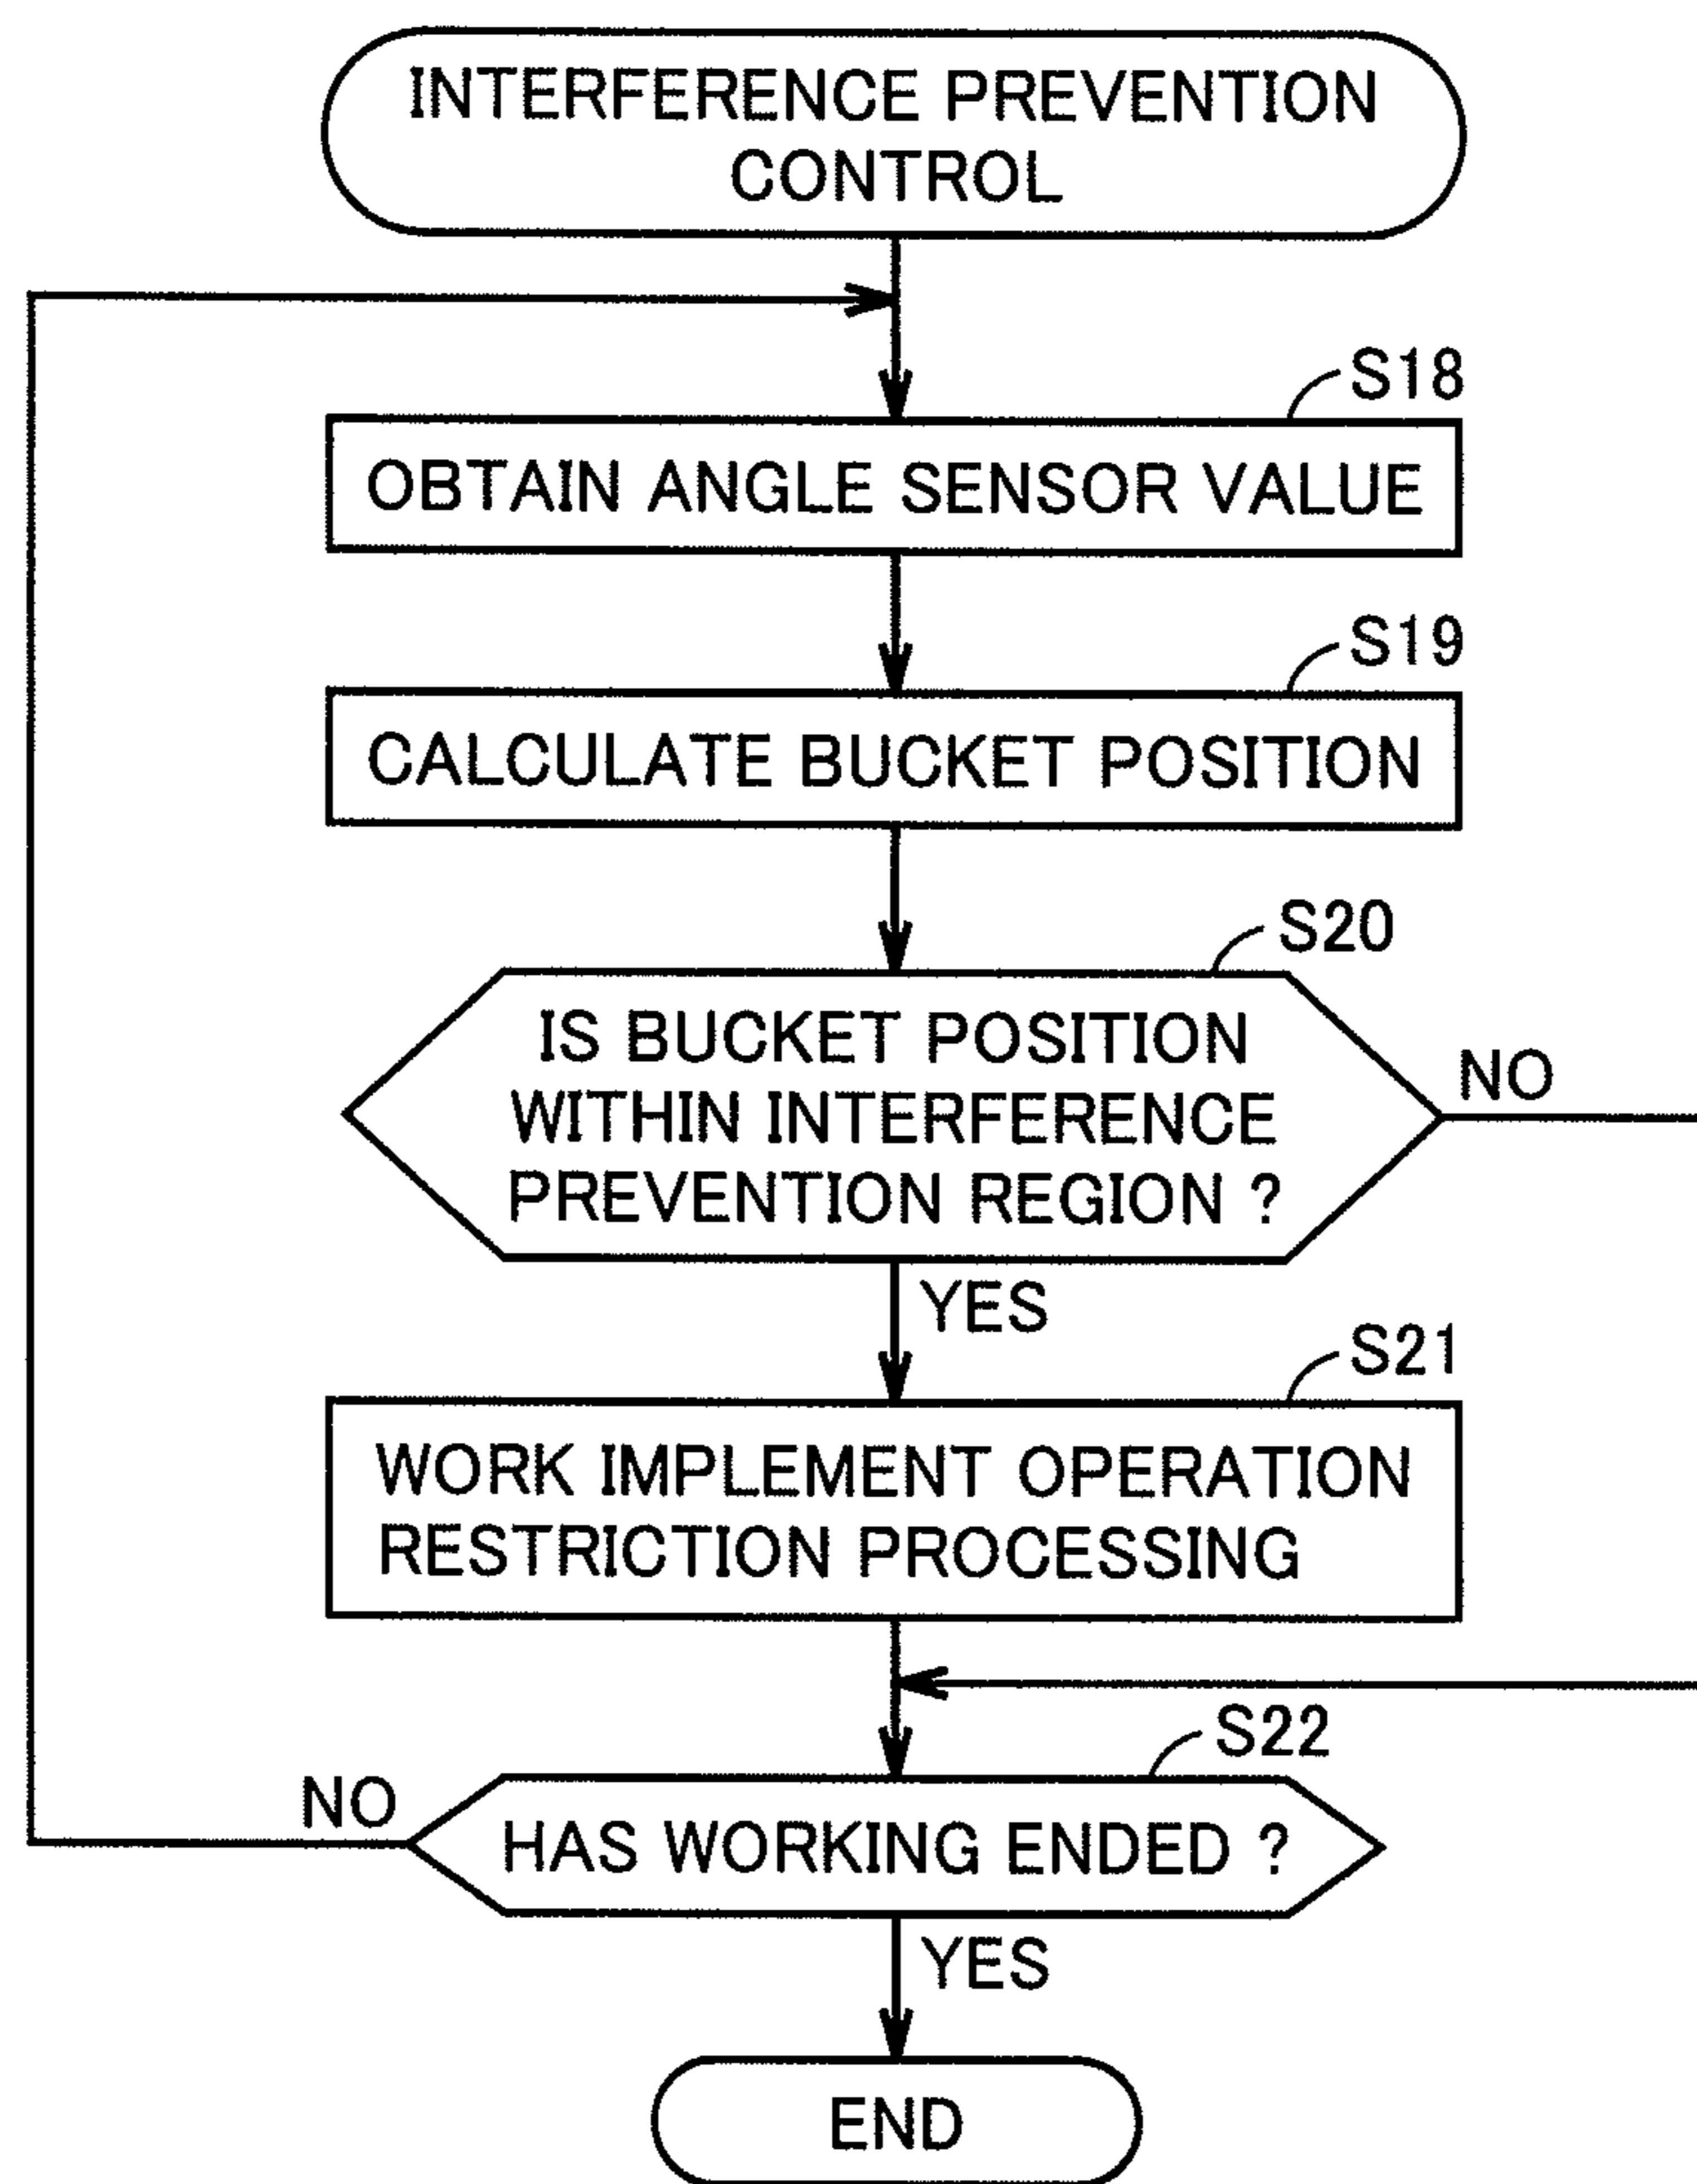 INTERFERENCE PREVENTION
CONTROL
S18
OBTAIN ANGLE SENSOR VALUE
S19
CALCULATE BUCKET POSITION
S20
IS BUCKET POSITION
WITHIN INTERFERENCE
PREVENTION REGION ?
NO
YES
S21
WORK IMPLEMENT OPERATION
RESTRICTION PROCESSING
S22
NO
HAS WORKING ENDED ?
YES
END